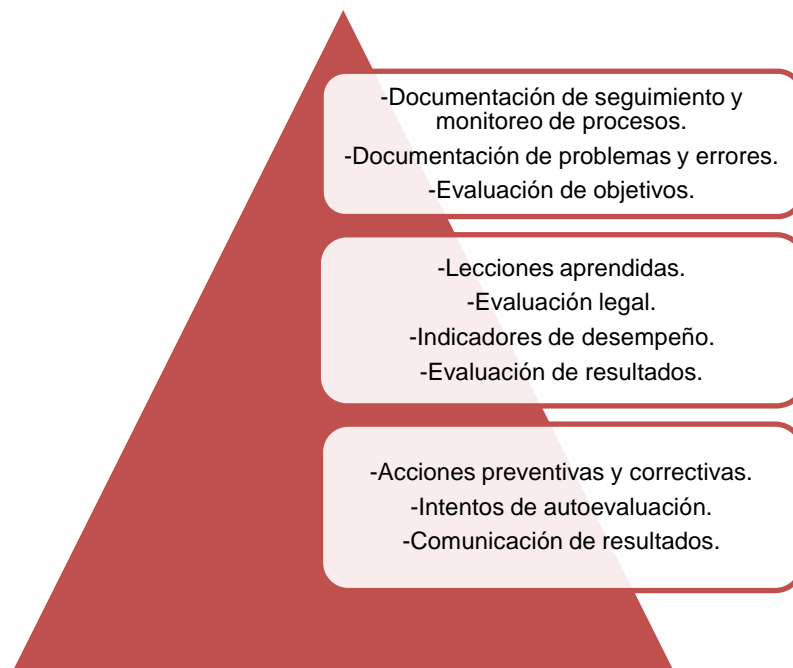 -Documentación de seguimiento y
monitoreo de procesos.
-Documentación de problemas y errores.
-Evaluación de objetivos.
-Lecciones aprendidas.
-Evaluación legal.
-Indicadores de desempeño.
-Evaluación de resultados.
-Acciones preventivas y correctivas.
-Intentos de autoevaluación.
-Comunicación de resultados.